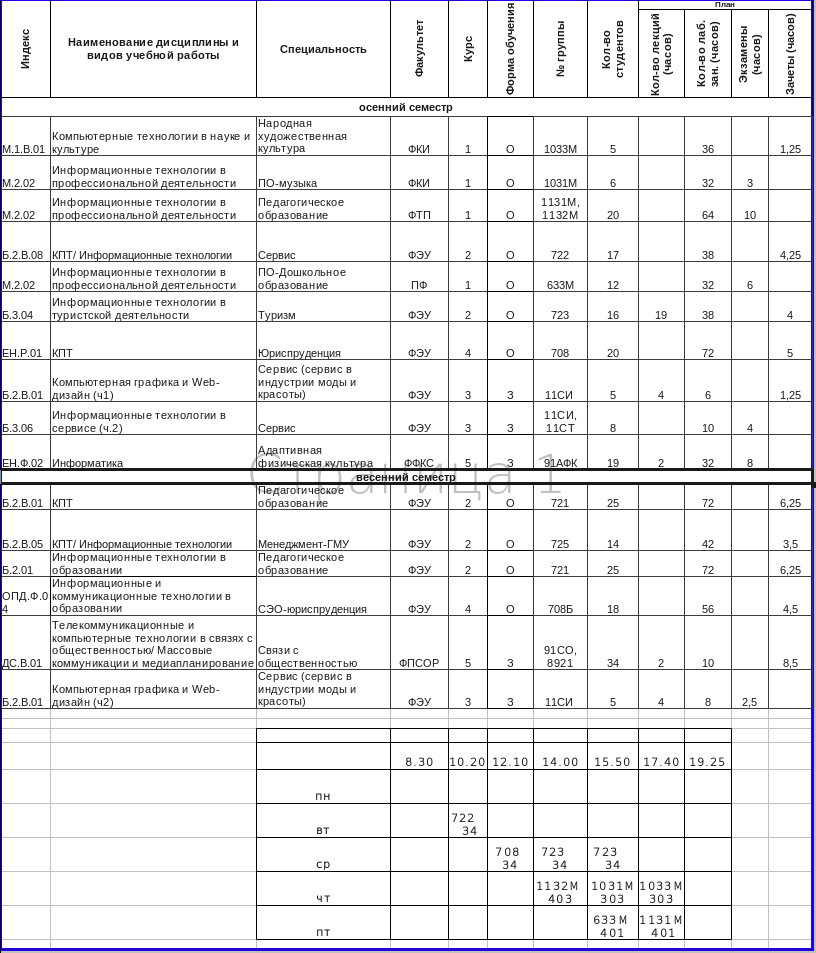 План
Индекс
Наименование дисциплины и
видов учебной работы
Специальность
Факультет
Курс
Форма обучения
№ группы
Кол-во
студентов
Кол-во лекций
(часов)
Кол-во лаб.
зан. (часов)
Экзамены
(часов)
Зачеты (часов)
осенний семестр
М.1.В.01 Компьютерные технологии в науке и культуре Народная художественная культура ФКИ 1 О 1033М 5 36 1,25
М.2.02 Информационные технологии в профессиональной деятельности ПО-музыка ФКИ 1 О 1031М 6 32 3
М.2.02 Информационные технологии в профессиональной деятельности Педагогическое образование ФТП 1 О 1131М, 1132М 20 64 10
Б.2.В.08 КПТ/ Информационные технологии Сервис ФЭУ 2 О 722 17 38 4,25
М.2.02 Информационные технологии в профессиональной деятельности ПО-Дошкольное образование ПФ 1 О 633М 12 32 6
Б.3.04 Информационные технологии в туристской деятельности Туризм ФЭУ 2 О 723 16 19 38 4
ЕН.Р.01 КПТ Юриспруденция ФЭУ 4 О 708 20 72 5
Б.2.В.01 Компьютерная графика и Web-дизайн (ч1) Сервис (сервис в индустрии моды и красоты) ФЭУ 3 З 11СИ 5 4 6 1,25
Б.3.06 Информационные технологии в сервисе (ч.2) Сервис ФЭУ 3 З 11СИ, 11СТ 8 10 4
ЕН.Ф.02 Информатика Адаптивная физическая культура ФФКС 5 З 91АФК 19 2 32 8
Страница 1
весенний семестр
Б.2.В.01 КПТ Педагогическое образование ФЭУ 2 О 721 25 72 6,25
Б.2.В.05 КПТ/ Информационные технологии Менеджмент-ГМУ ФЭУ 2 О 725 14 42 3,5
Б.2.01 Информационные технологии в образовании Педагогическое образование ФЭУ 2 О 721 25 72 6,25
ОПД.Ф.04 Информационные и коммуникационные технологии в образовании СЭО-юриспруденция ФЭУ 4 О 708Б 18 56 4,5
ДС.В.01 Телекоммуникационные и компьютерные технологии в связях с общественностью/ Массовые коммуникации и медиапланирование Связи с общественностью ФПСОР 5 З 91СО, 8921 34 2 10 8,5
Б.2.В.01 Компьютерная графика и Web-дизайн (ч2) Сервис (сервис в индустрии моды и красоты) ФЭУ 3 З 11СИ 5 4 8 2,5
8.30 10.20 12.10 14.00 15.50 17.40 19.25
пн
вт 722 34
ср 708 34 723 34 723 34
чт 1132М 403 1031М 303 1033М 303
пт 633М 401 1131М 401